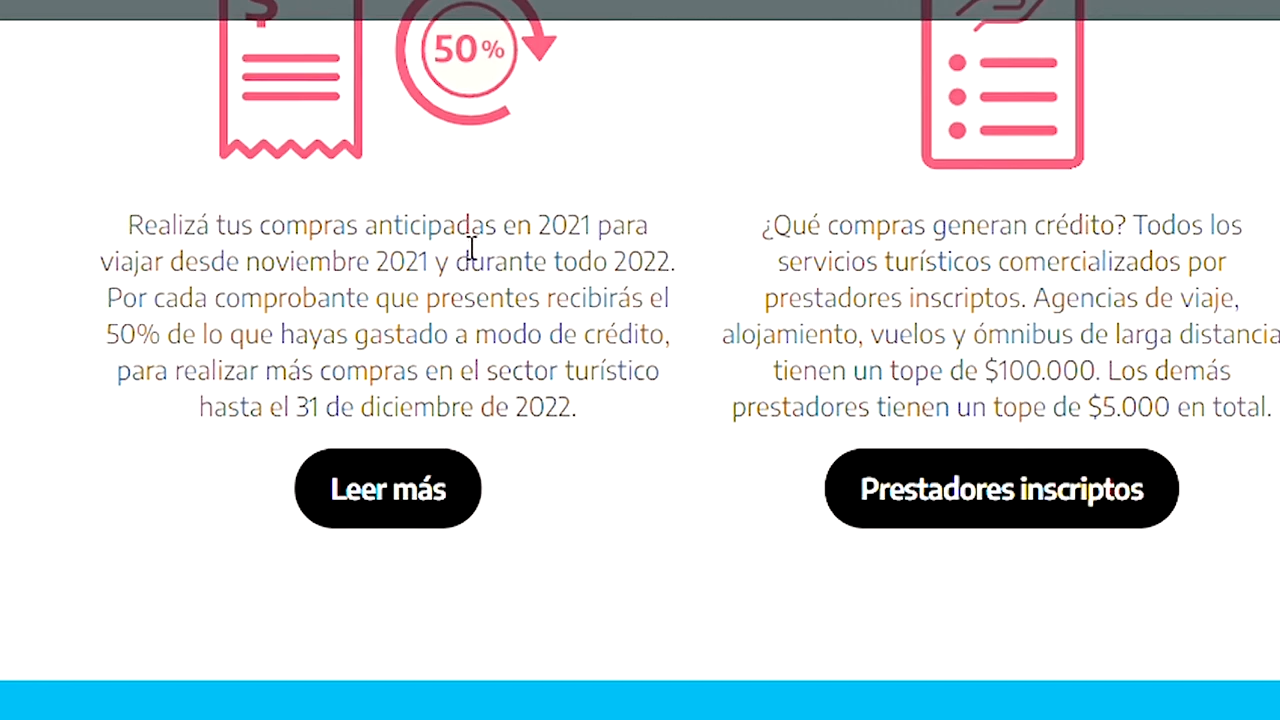 $
50%
Realizá tus compras anticipadas en 2021 para
viajar desde noviembre 2021 y durante todo 2022.
Por cada comprobante que presentes recibirás el
50% de lo que hayas gastado a modo de crédito,
para realizar más compras en el sector turístico
hasta el 31 de diciembre de 2022.
Leer más
¿Qué compras generan crédito? Todos los
servicios turísticos comercializados por
prestadores inscriptos. Agencias de viaje,
alojamiento, vuelos y ómnibus de larga distancia
tienen un tope de $100.000. Los demás
prestadores tienen un tope de $5.000 en total.
Prestadores inscriptos